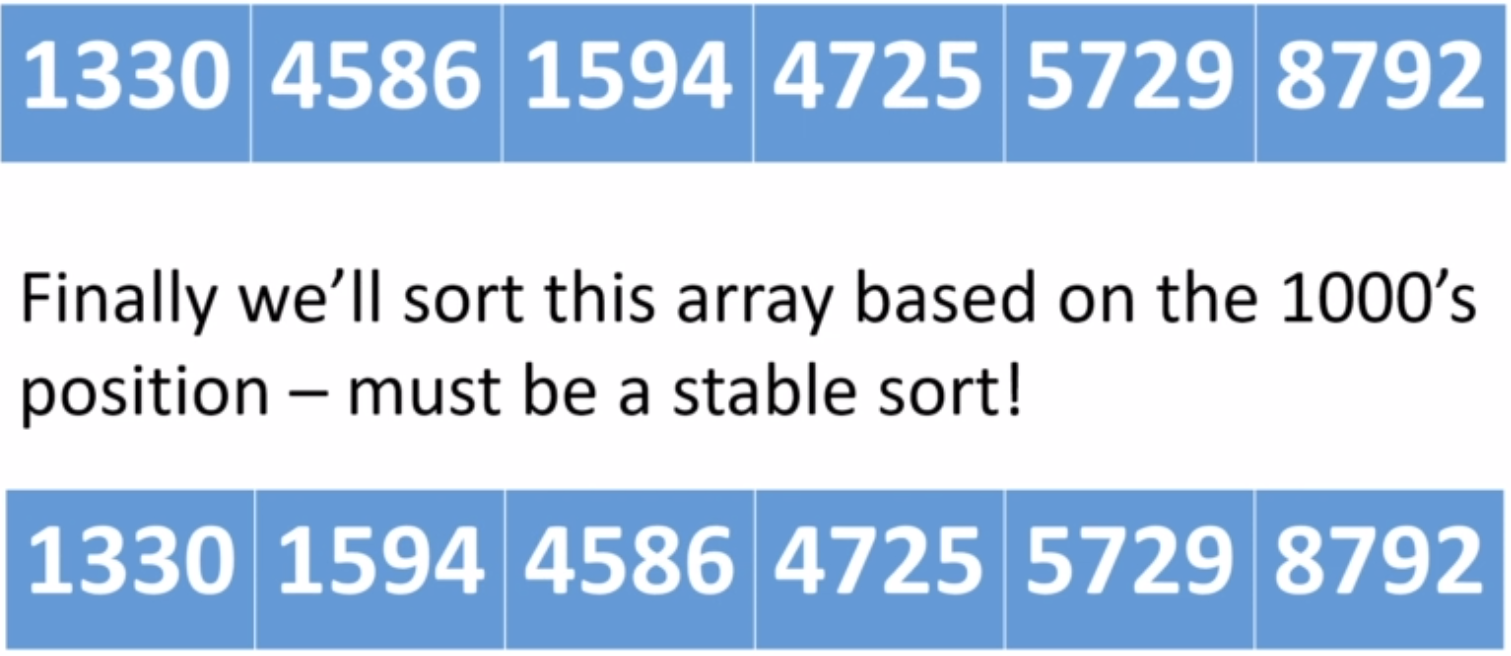 1330 4586 1594 4725 5729 8792
Finally we’ll sort this array based on the 1000’s
position – must be a stable sort!
1330 1594 4586 4725 5729 8792